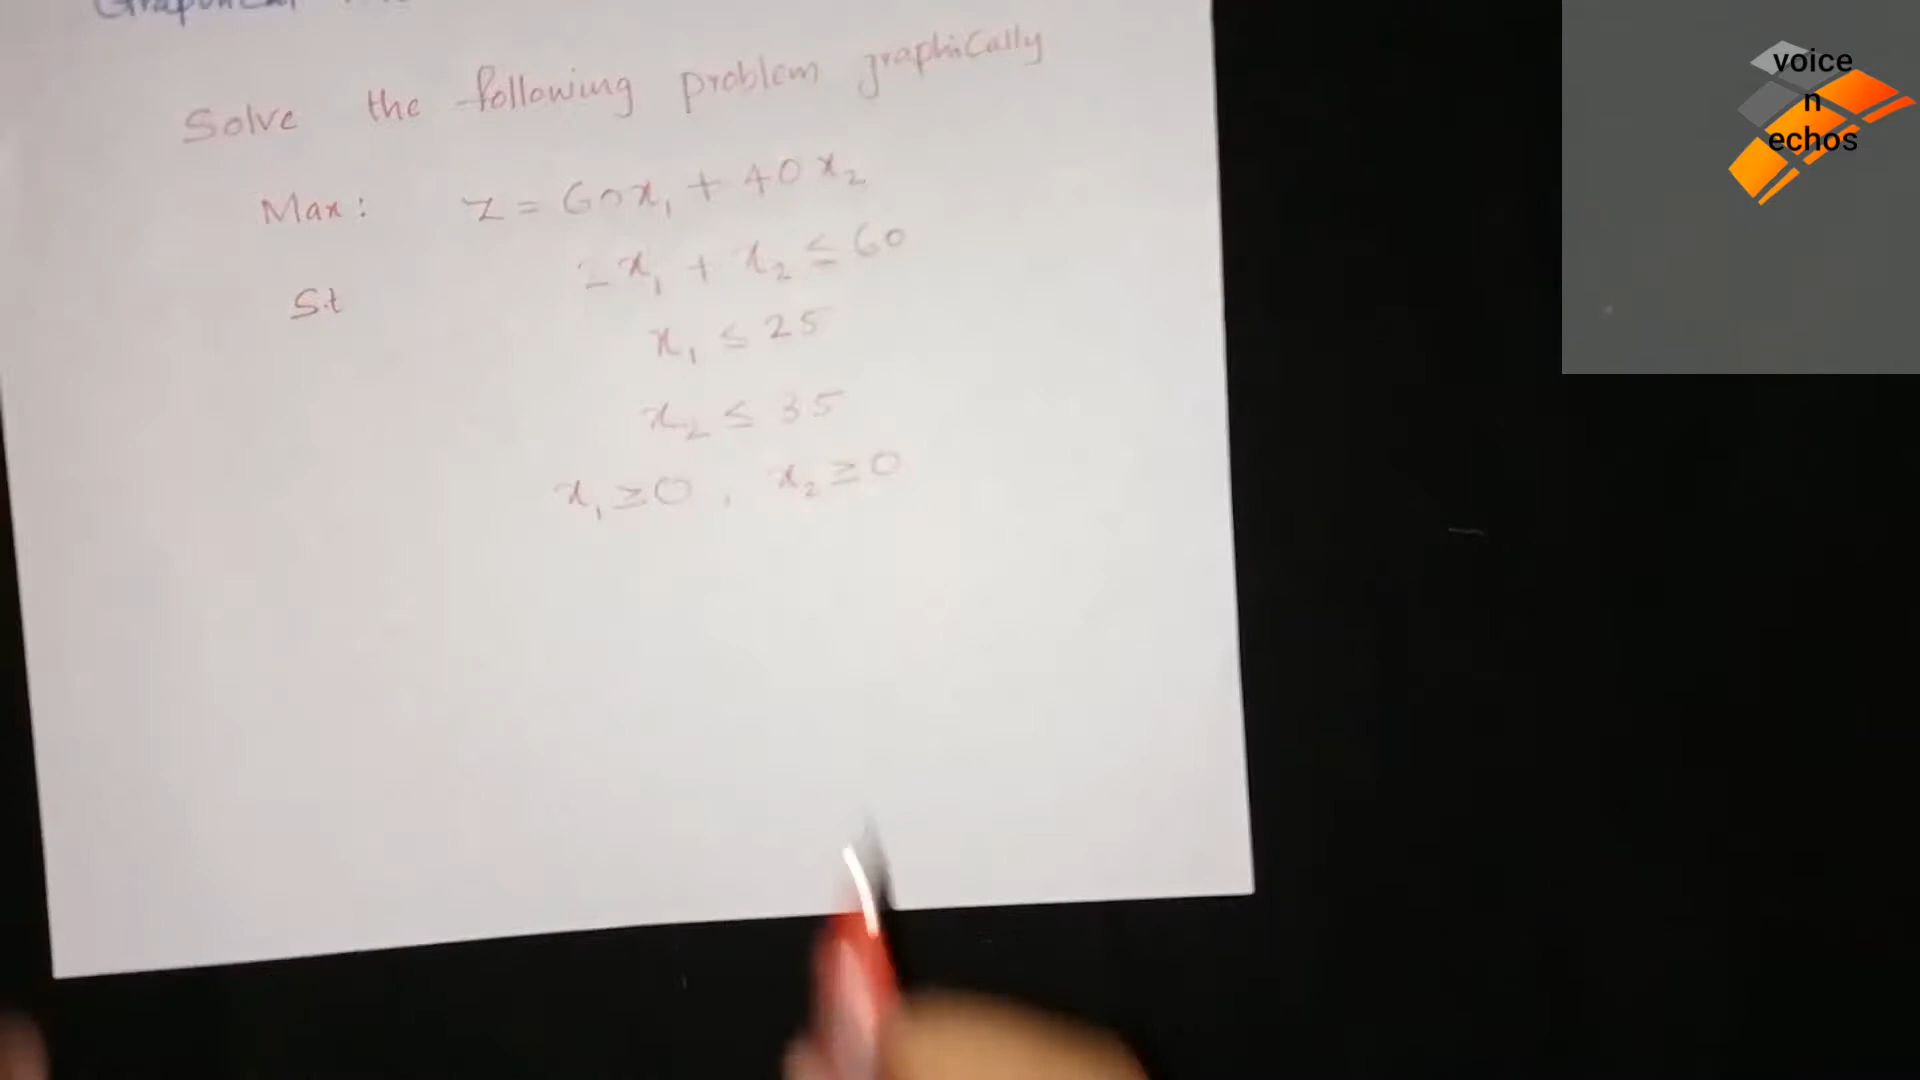 Solve the following problem graphically
Max: Z = 60x₁ + 40x₂
St 2x₁ + x₂ ≤ 60
x₁ ≤ 25
x₂ ≤ 35
x₁ ≥ 0, x₂ ≥ 0
voice
n
echos